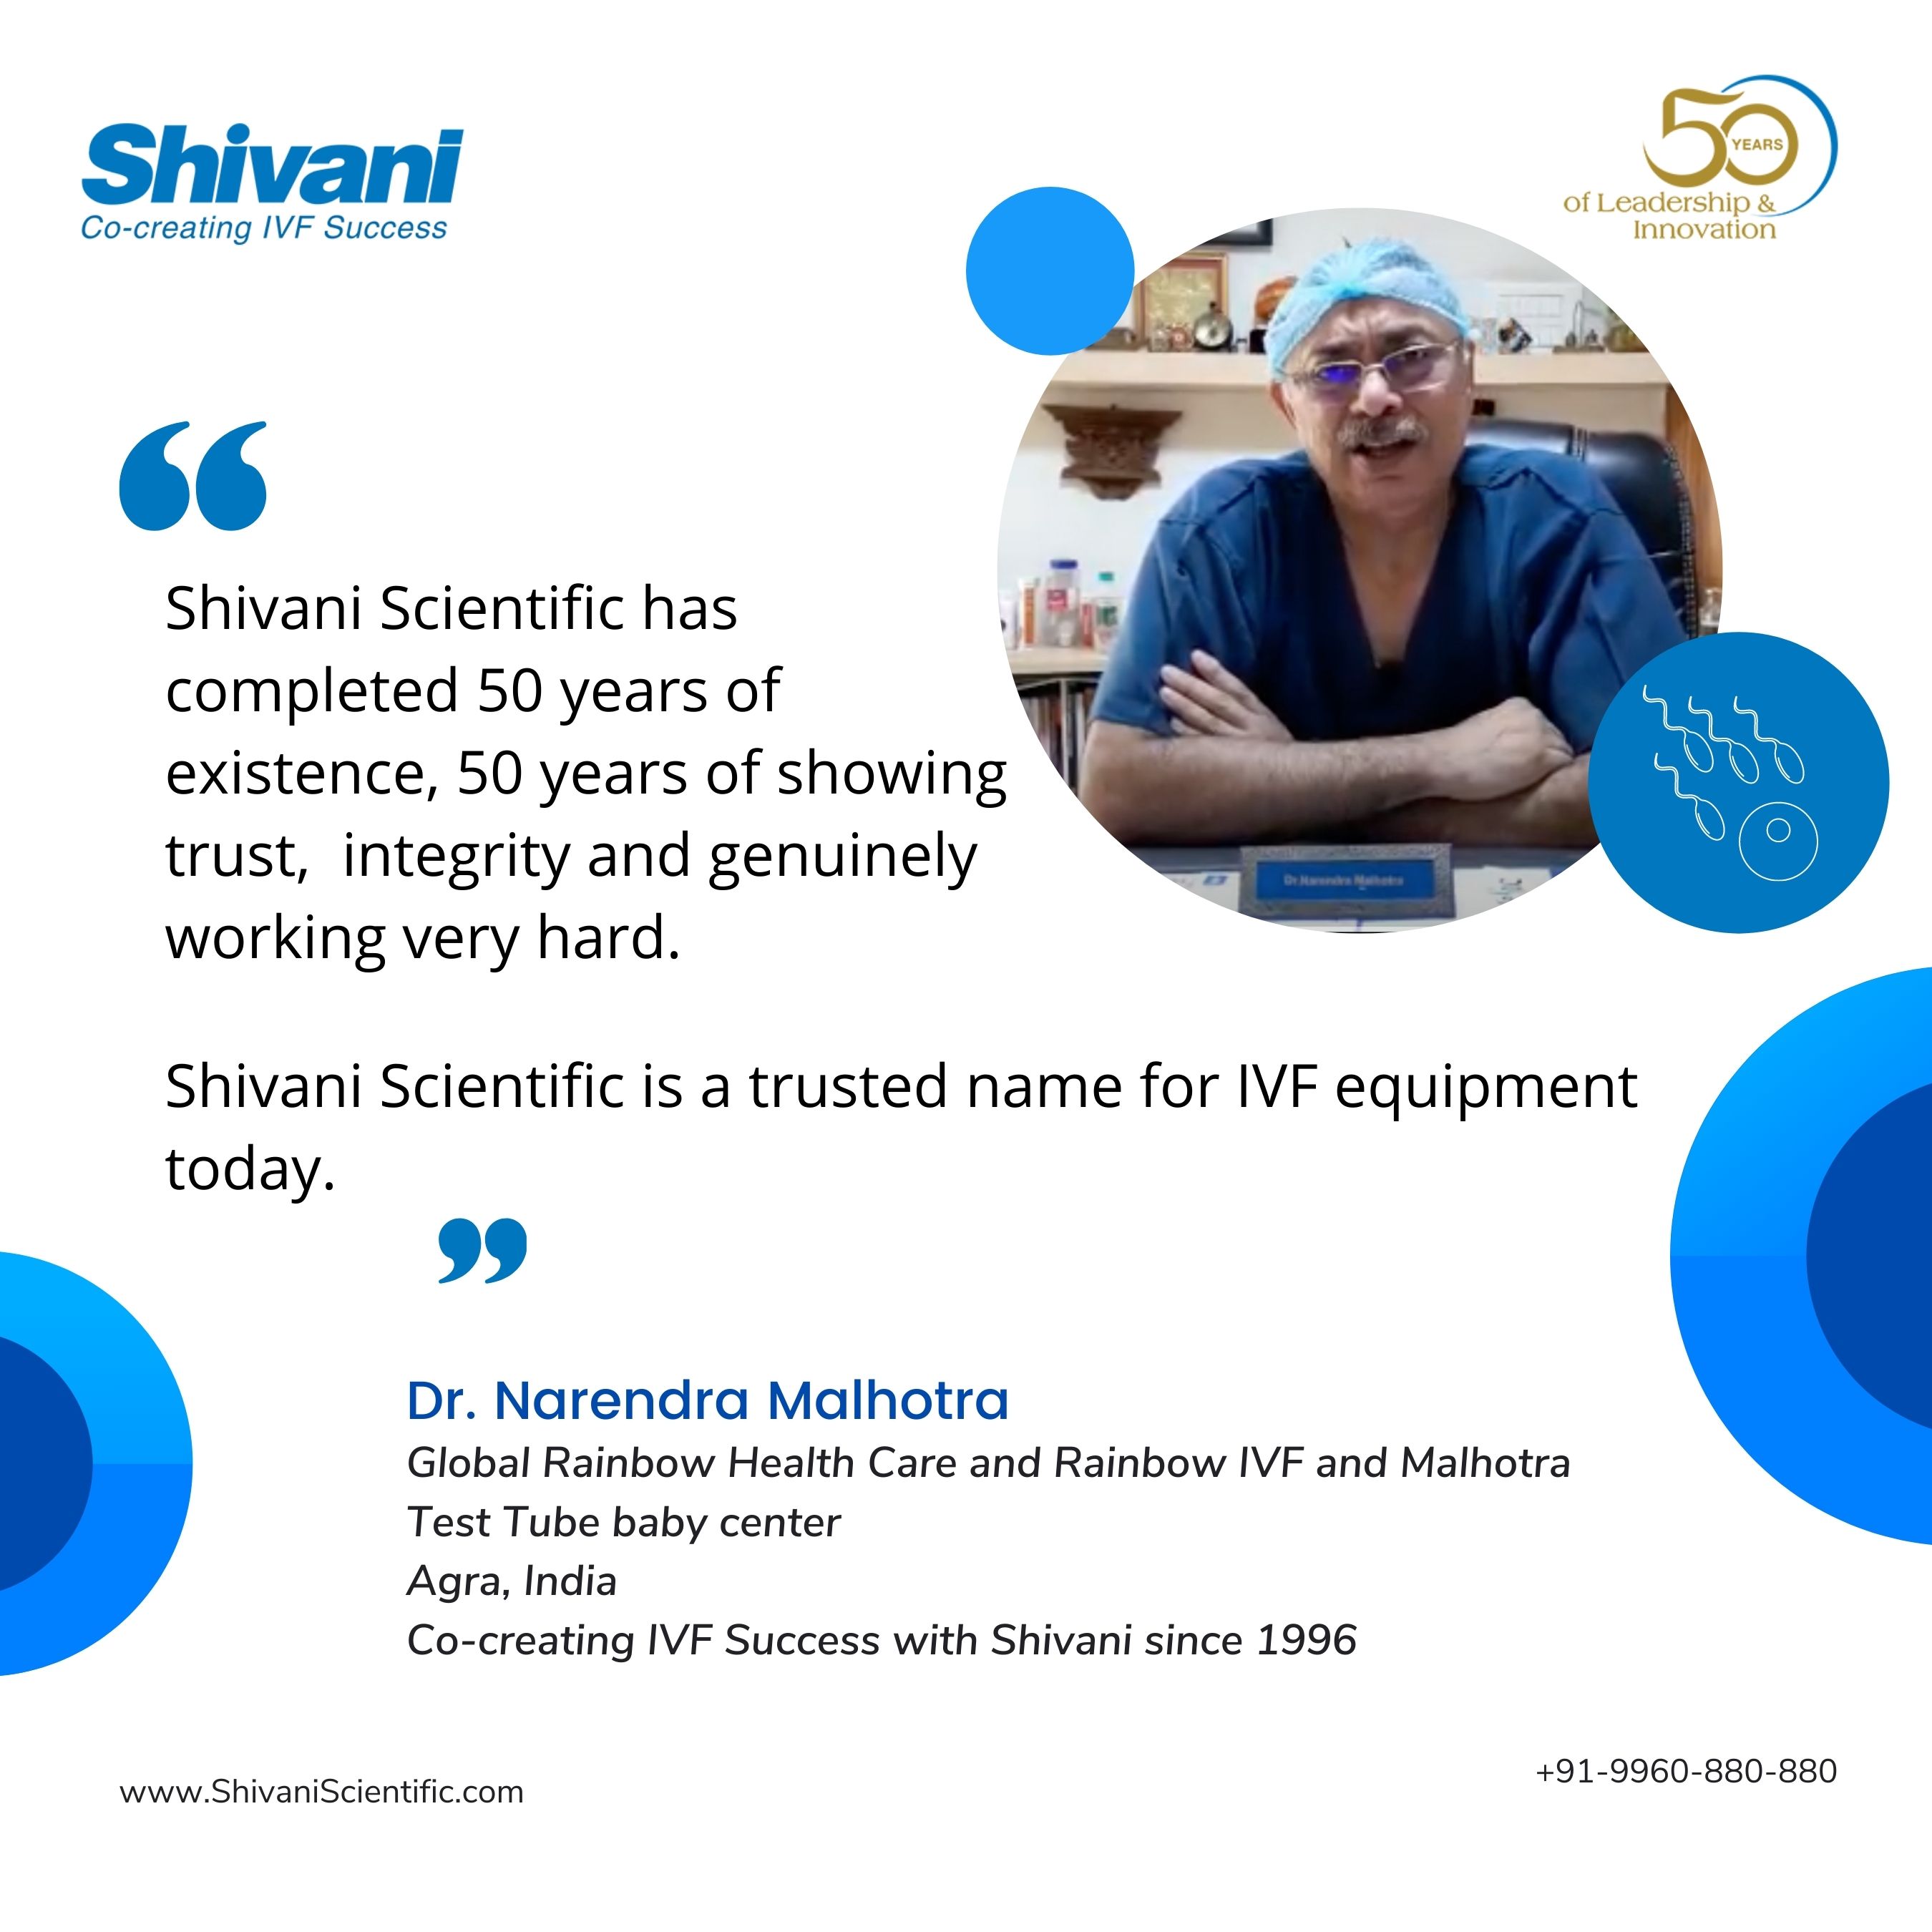 Shivani
Co-creating IVF Success
50
YEARS
of Leadership &
Innovation
Shivani Scientific has
completed 50 years of
existence, 50 years of showing
trust,  integrity and genuinely
working very hard.
Shivani Scientific is a trusted name for IVF equipment
today.
Dr.Narendra Malhotra
Dr. Narendra Malhotra
Global Rainbow Health Care and Rainbow IVF and Malhotra
Test Tube baby center
Agra, India
Co-creating IVF Success with Shivani since 1996
www.ShivaniScientific.com
+91-9960-880-880